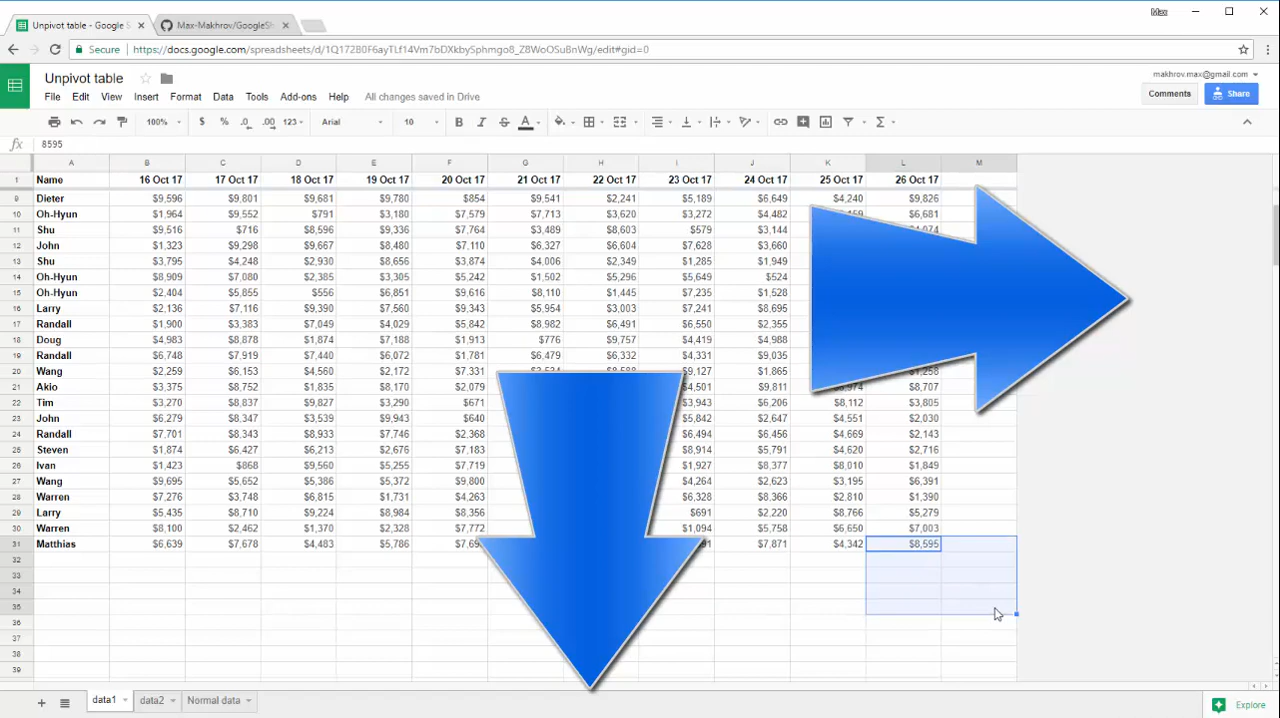 Max
Unpivot table - Google S
Max-Makhrov/GoogleSh
Secure https://docs.google.com/spreadsheets/d/1Q172B0F6ayTLf14Vm7bDXkbySphmgo8_Z8WoOSuBnWg/edit#gid=0
Unpivot table
makhrov.max@gmail.com
File Edit View Insert Format Data Tools Add-ons Help All changes saved in Drive
Comments Share
100% $ % .0 .00 123 Arial 10 B I S A Σ
fx 8595
A B C D E F G H I J K L M
1 Name 16 Oct 17 17 Oct 17 18 Oct 17 19 Oct 17 20 Oct 17 21 Oct 17 22 Oct 17 23 Oct 17 24 Oct 17 25 Oct 17 26 Oct 17
9 Dieter $9,596 $9,801 $9,681 $9,780 $854 $9,541 $2,241 $5,189 $6,649 $4,240 $9,826
10 Oh-Hyun $1,964 $9,552 $791 $3,180 $7,579 $7,713 $3,620 $3,272 $4,482 $6,681
11 Shu $9,516 $716 $8,596 $9,336 $7,764 $3,489 $8,603 $579 $3,144
12 John $1,323 $9,298 $9,667 $8,480 $7,110 $6,327 $6,604 $7,628 $3,660
13 Shu $3,795 $4,248 $2,930 $8,656 $3,874 $4,006 $2,349 $1,285 $1,949
14 Oh-Hyun $8,909 $7,080 $2,385 $3,305 $5,242 $1,502 $5,296 $5,649 $524
15 Oh-Hyun $2,404 $5,855 $556 $6,851 $9,616 $8,110 $1,445 $7,235 $1,528
16 Larry $2,136 $7,116 $9,390 $7,560 $9,343 $5,954 $3,003 $7,241 $8,695
17 Randall $1,900 $3,383 $7,049 $4,029 $5,842 $8,982 $6,491 $6,550 $2,355
18 Doug $4,983 $8,878 $1,874 $7,188 $1,913 $776 $9,757 $4,419 $4,988
19 Randall $6,748 $7,919 $7,440 $6,072 $1,781 $6,479 $6,332 $4,331 $9,035
20 Wang $2,259 $6,153 $4,560 $2,172 $7,331 $9,124 $1,865 $1,258
21 Akio $3,375 $8,752 $1,835 $8,170 $2,079 $4,501 $9,811 $8,707
22 Tim $3,270 $8,837 $9,827 $3,290 $671 $3,943 $6,206 $8,112 $3,805
23 John $6,279 $8,347 $3,539 $9,943 $640 $5,842 $2,647 $4,551 $2,030
24 Randall $7,701 $8,343 $8,933 $7,746 $2,368 $6,494 $6,456 $4,669 $2,143
25 Steven $1,874 $6,427 $6,213 $2,676 $7,183 $8,914 $5,791 $4,620 $2,716
26 Ivan $1,423 $868 $9,560 $5,255 $7,719 $1,927 $8,377 $8,010 $1,849
27 Wang $9,695 $5,652 $5,386 $5,372 $9,800 $4,264 $2,623 $3,195 $6,391
28 Warren $7,276 $3,748 $6,815 $1,731 $4,263 $6,328 $8,366 $2,810 $1,390
29 Larry $5,435 $8,710 $9,224 $8,984 $8,356 $691 $2,220 $8,766 $5,279
30 Warren $8,100 $2,462 $1,370 $2,328 $7,772 $1,094 $5,758 $6,650 $7,003
31 Matthias $6,639 $7,678 $4,483 $5,786 $7,871 $4,342 $8,595
32
33
34
35
36
37
38
39
data1 data2 Normal data Explore